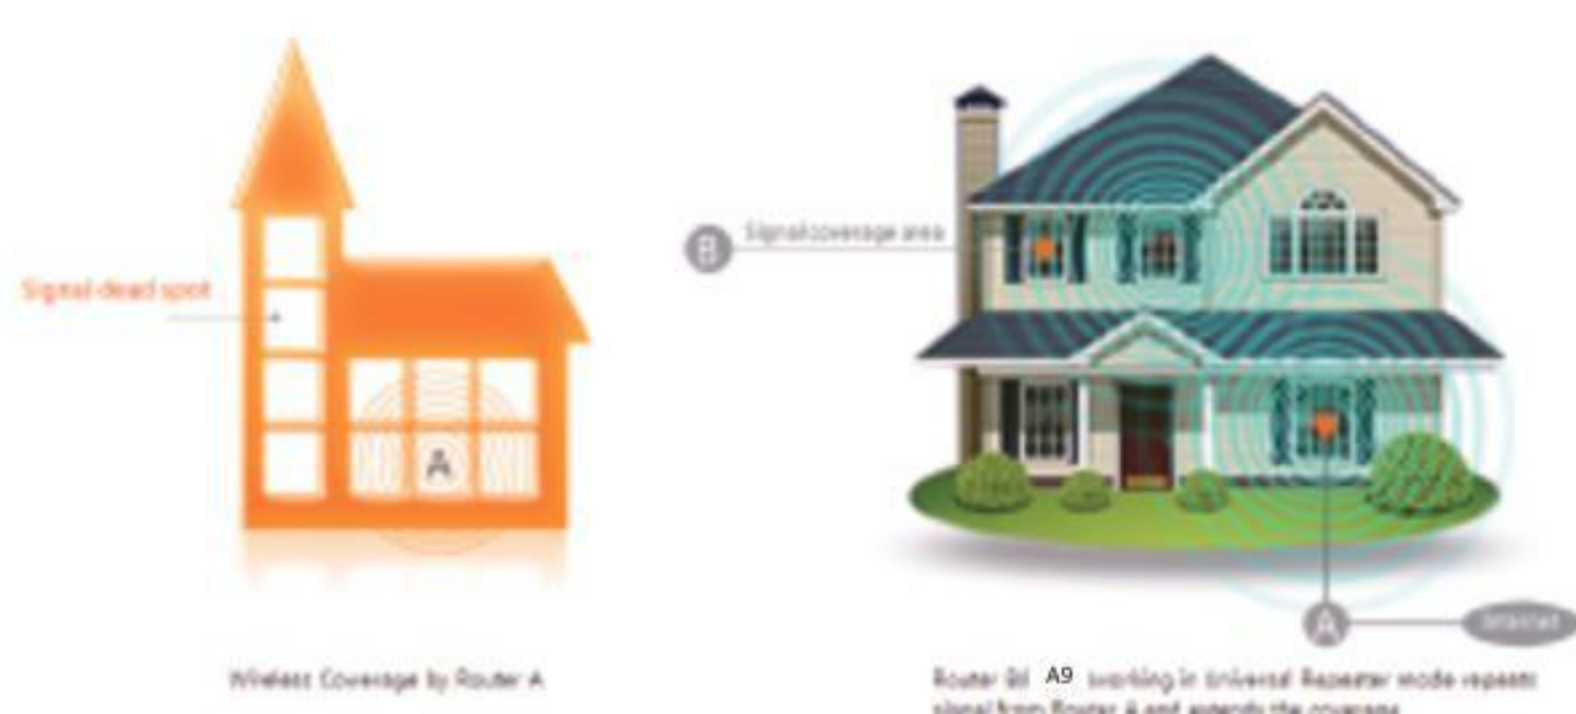 Signal dead spot
A
Wireless Coverage by Router A
B
Signal coverage area
A
Internet
Router B( A9 )working in Universal Repeater mode repeats
signal from Router A and extends the coverage